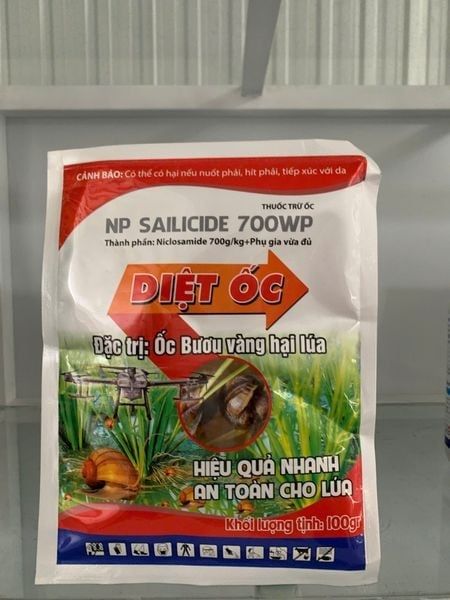 CẢNH BÁO: Có thể có hại nếu nuốt phải, hít phải, tiếp xúc với da
THUỐC TRỪ ỐC
NP SAILICIDE 700WP
Thành phần: Niclosamide 700g/kg+Phụ gia vừa đủ
DIỆT ỐC
Đặc trị: Ốc Bươu vàng hại lúa
HIỆU QUẢ NHANH
AN TOÀN CHO LÚA
Khối lượng tịnh: 100gr